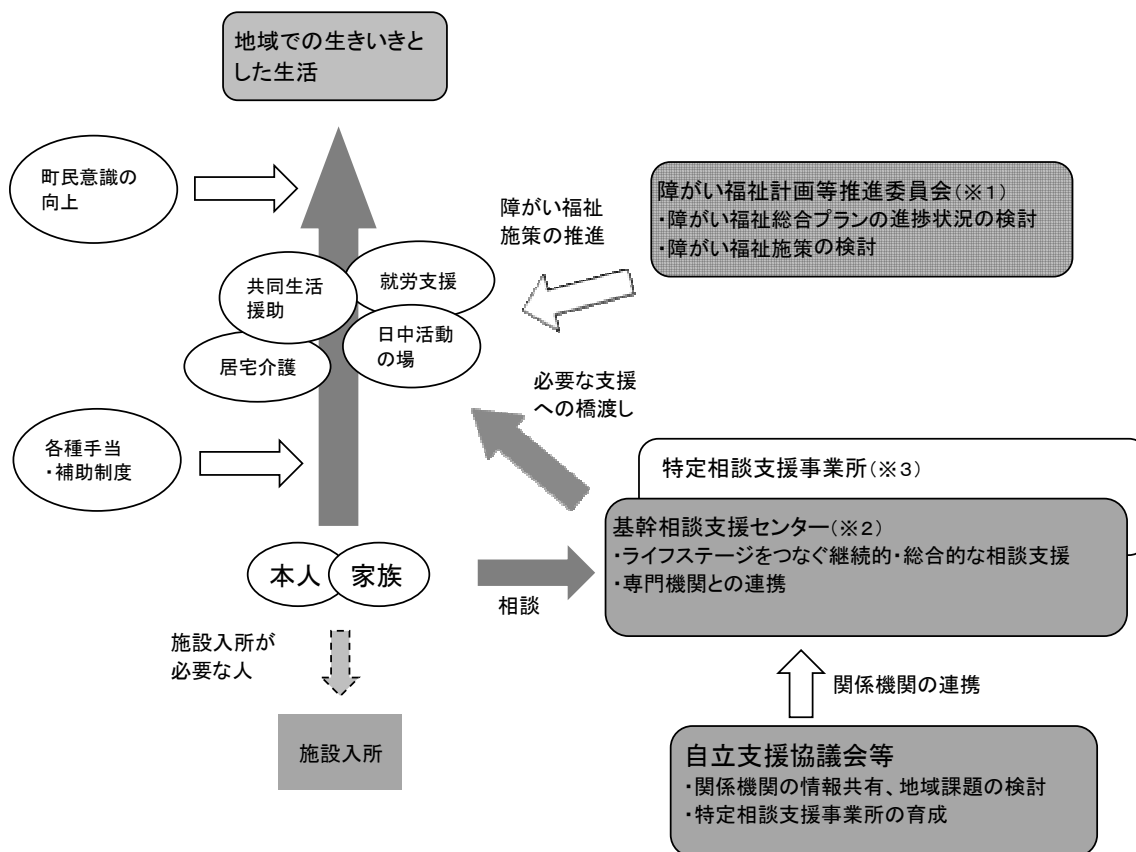 地域での生きいきと
した生活
町民意識の
向上
障がい福祉
施策の推進
障がい福祉計画等推進委員会(※1)
・障がい福祉総合プランの進捗状況の検討
・障がい福祉施策の検討
共同生活
援助
就労支援
日中活動
の場
居宅介護
必要な支援
への橋渡し
各種手当
・補助制度
特定相談支援事業所(※3)
基幹相談支援センター(※2)
・ライフステージをつなぐ継続的・総合的な相談支援
・専門機関との連携
本人
家族
相談
施設入所が
必要な人
関係機関の連携
施設入所
自立支援協議会等
・関係機関の情報共有、地域課題の検討
・特定相談支援事業所の育成